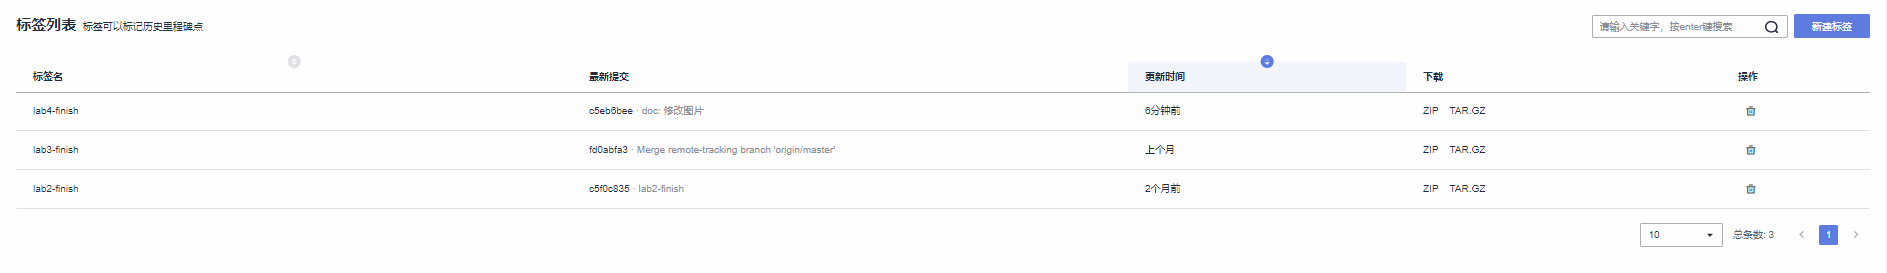 标签列表 标签可以标记历史里程碑点
请输入关键字，按enter键搜索 新建标签
标签名 最新提交 更新时间 下载 操作
lab4-finish c5eb6bee · doc: 修改图片 6分钟前 ZIP TAR.GZ
lab3-finish fd0abfa3 · Merge remote-tracking branch 'origin/master' 上个月 ZIP TAR.GZ
lab2-finish c5f0c835 · lab2-finish 2个月前 ZIP TAR.GZ
10 总条数: 3 1